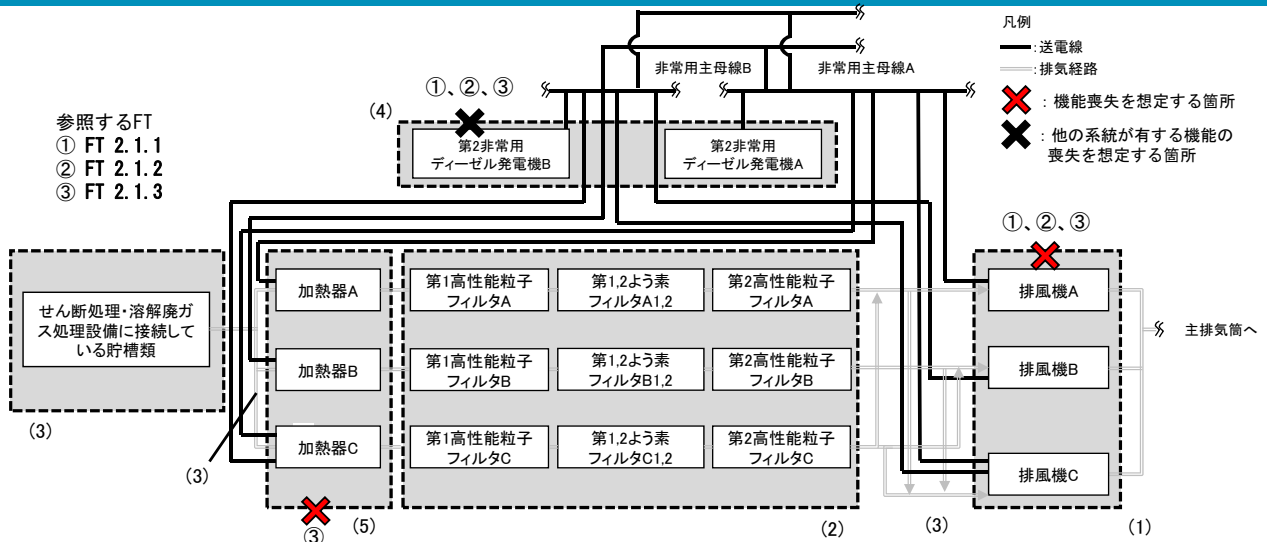 凡例
:送電線
:排気経路
: 機能喪失を想定する箇所
: 他の系統が有する機能の
喪失を想定する箇所
非常用主母線B
非常用主母線A
①、②、③
(4)
第2非常用
ディーゼル発電機B
第2非常用
ディーゼル発電機A
参照するFT
① FT 2.1.1
② FT 2.1.2
③ FT 2.1.3
①、②、③
せん断処理・溶解廃ガ
ス処理設備に接続して
いる貯槽類
(3)
(3)
加熱器A
第1高性能粒子
フィルタA
第1,2よう素
フィルタA1,2
第2高性能粒子
フィルタA
排風機A
加熱器B
第1高性能粒子
フィルタB
第1,2よう素
フィルタB1,2
第2高性能粒子
フィルタB
排風機B
主排気筒へ
加熱器C
第1高性能粒子
フィルタC
第1,2よう素
フィルタC1,2
第2高性能粒子
フィルタC
排風機C
③
(5)
(2)
(3)
(1)